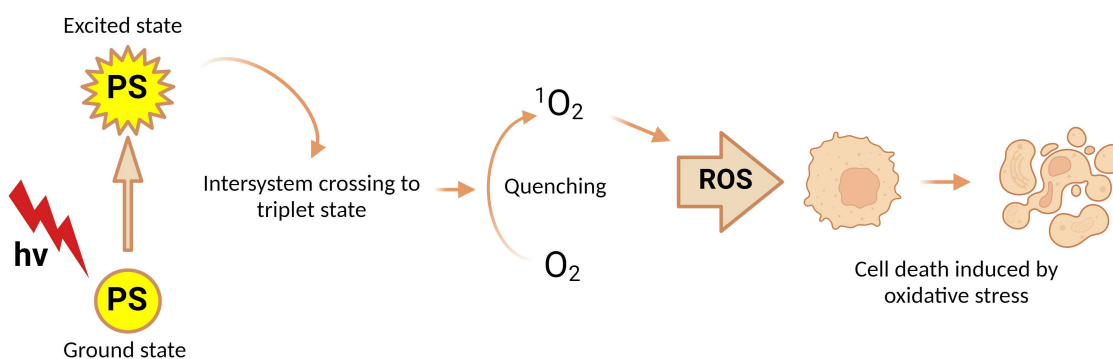 Excited state
PS
hv
PS
Ground state
Intersystem crossing to
triplet state
¹O₂
Quenching
O₂
ROS
Cell death induced by
oxidative stress